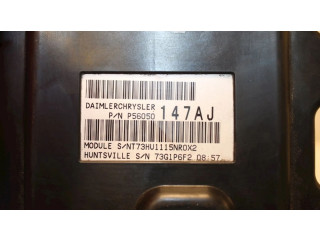 DAIMLERCHRYSLER
P/N P56050 147AJ
MODULE S/NT73HU1115NR0X2
HUNTSVILLE S/N 73G1P6F2 08:57